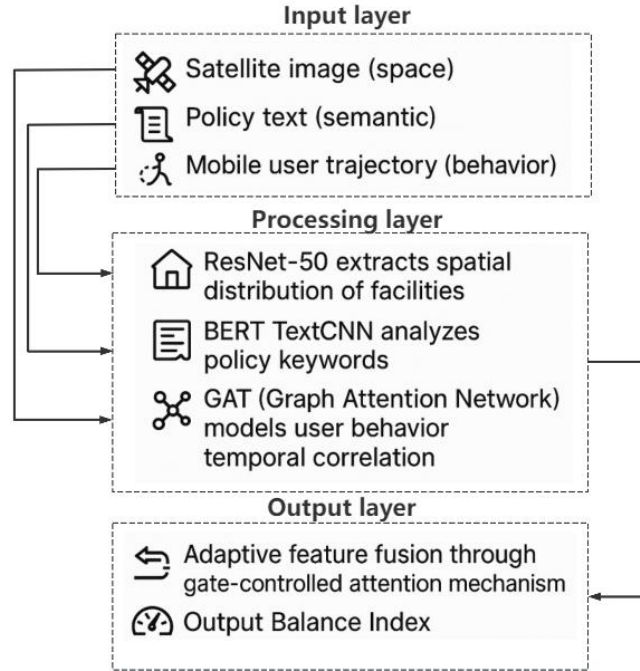 Input layer
Satellite image (space)
Policy text (semantic)
Mobile user trajectory (behavior)
Processing layer
ResNet-50 extracts spatial
distribution of facilities
BERT TextCNN analyzes
policy keywords
GAT (Graph Attention Network)
models user behavior
temporal correlation
Output layer
Adaptive feature fusion through
gate-controlled attention mechanism
Output Balance Index